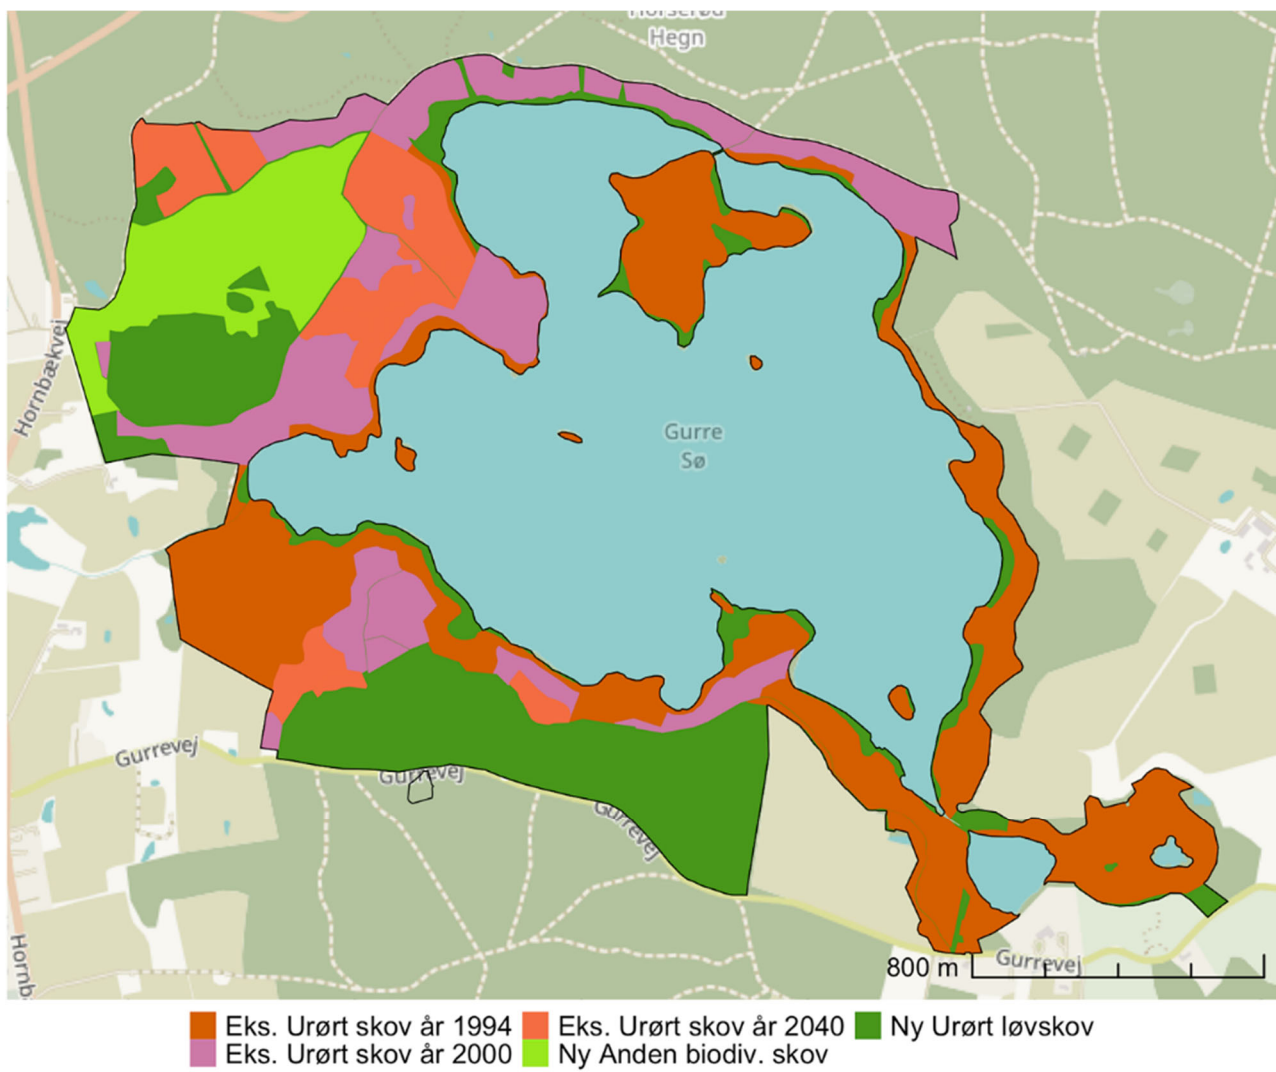 Horserød
Hegn
Hornbækvej
Gurre
Sø
Gurrevej
Gurrevej
Gurrevej
Hornb
800 m
Gurrevej
Eks. Urørt skov år 1994
Eks. Urørt skov år 2040
Ny Urørt løvskov
Eks. Urørt skov år 2000
Ny Anden biodiv. skov